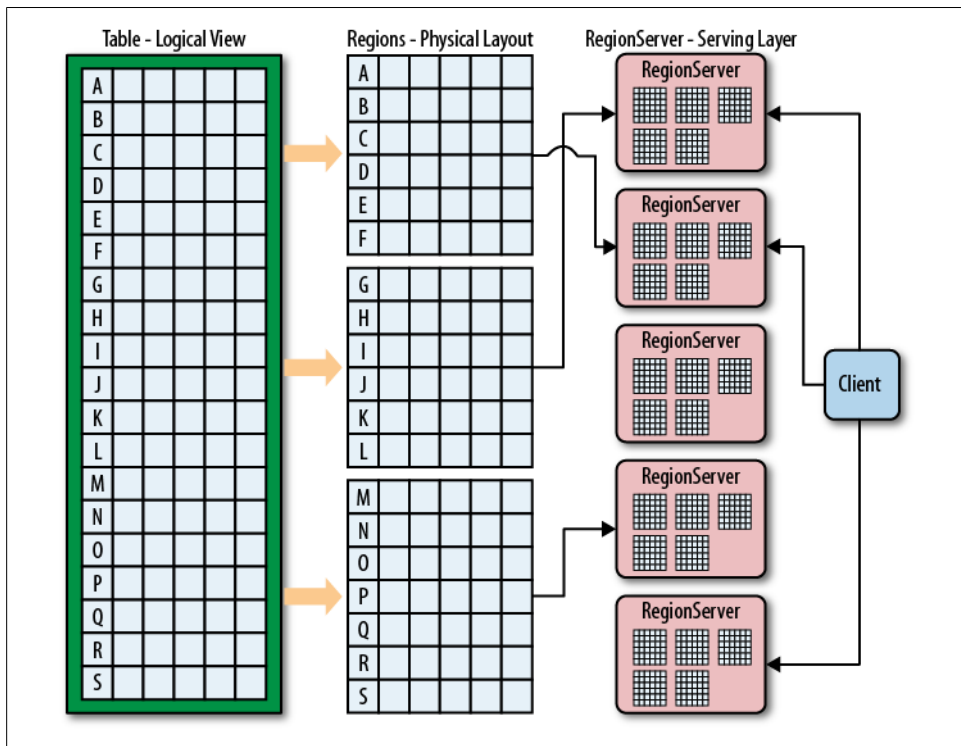 Table - Logical View
A
B
C
D
E
F
G
H
I
J
K
L
M
N
O
P
Q
R
S
Regions - Physical Layout
A
B
C
D
E
F
G
H
I
J
K
L
M
N
O
P
Q
R
S
RegionServer - Serving Layer
RegionServer
RegionServer
RegionServer
RegionServer
RegionServer
Client